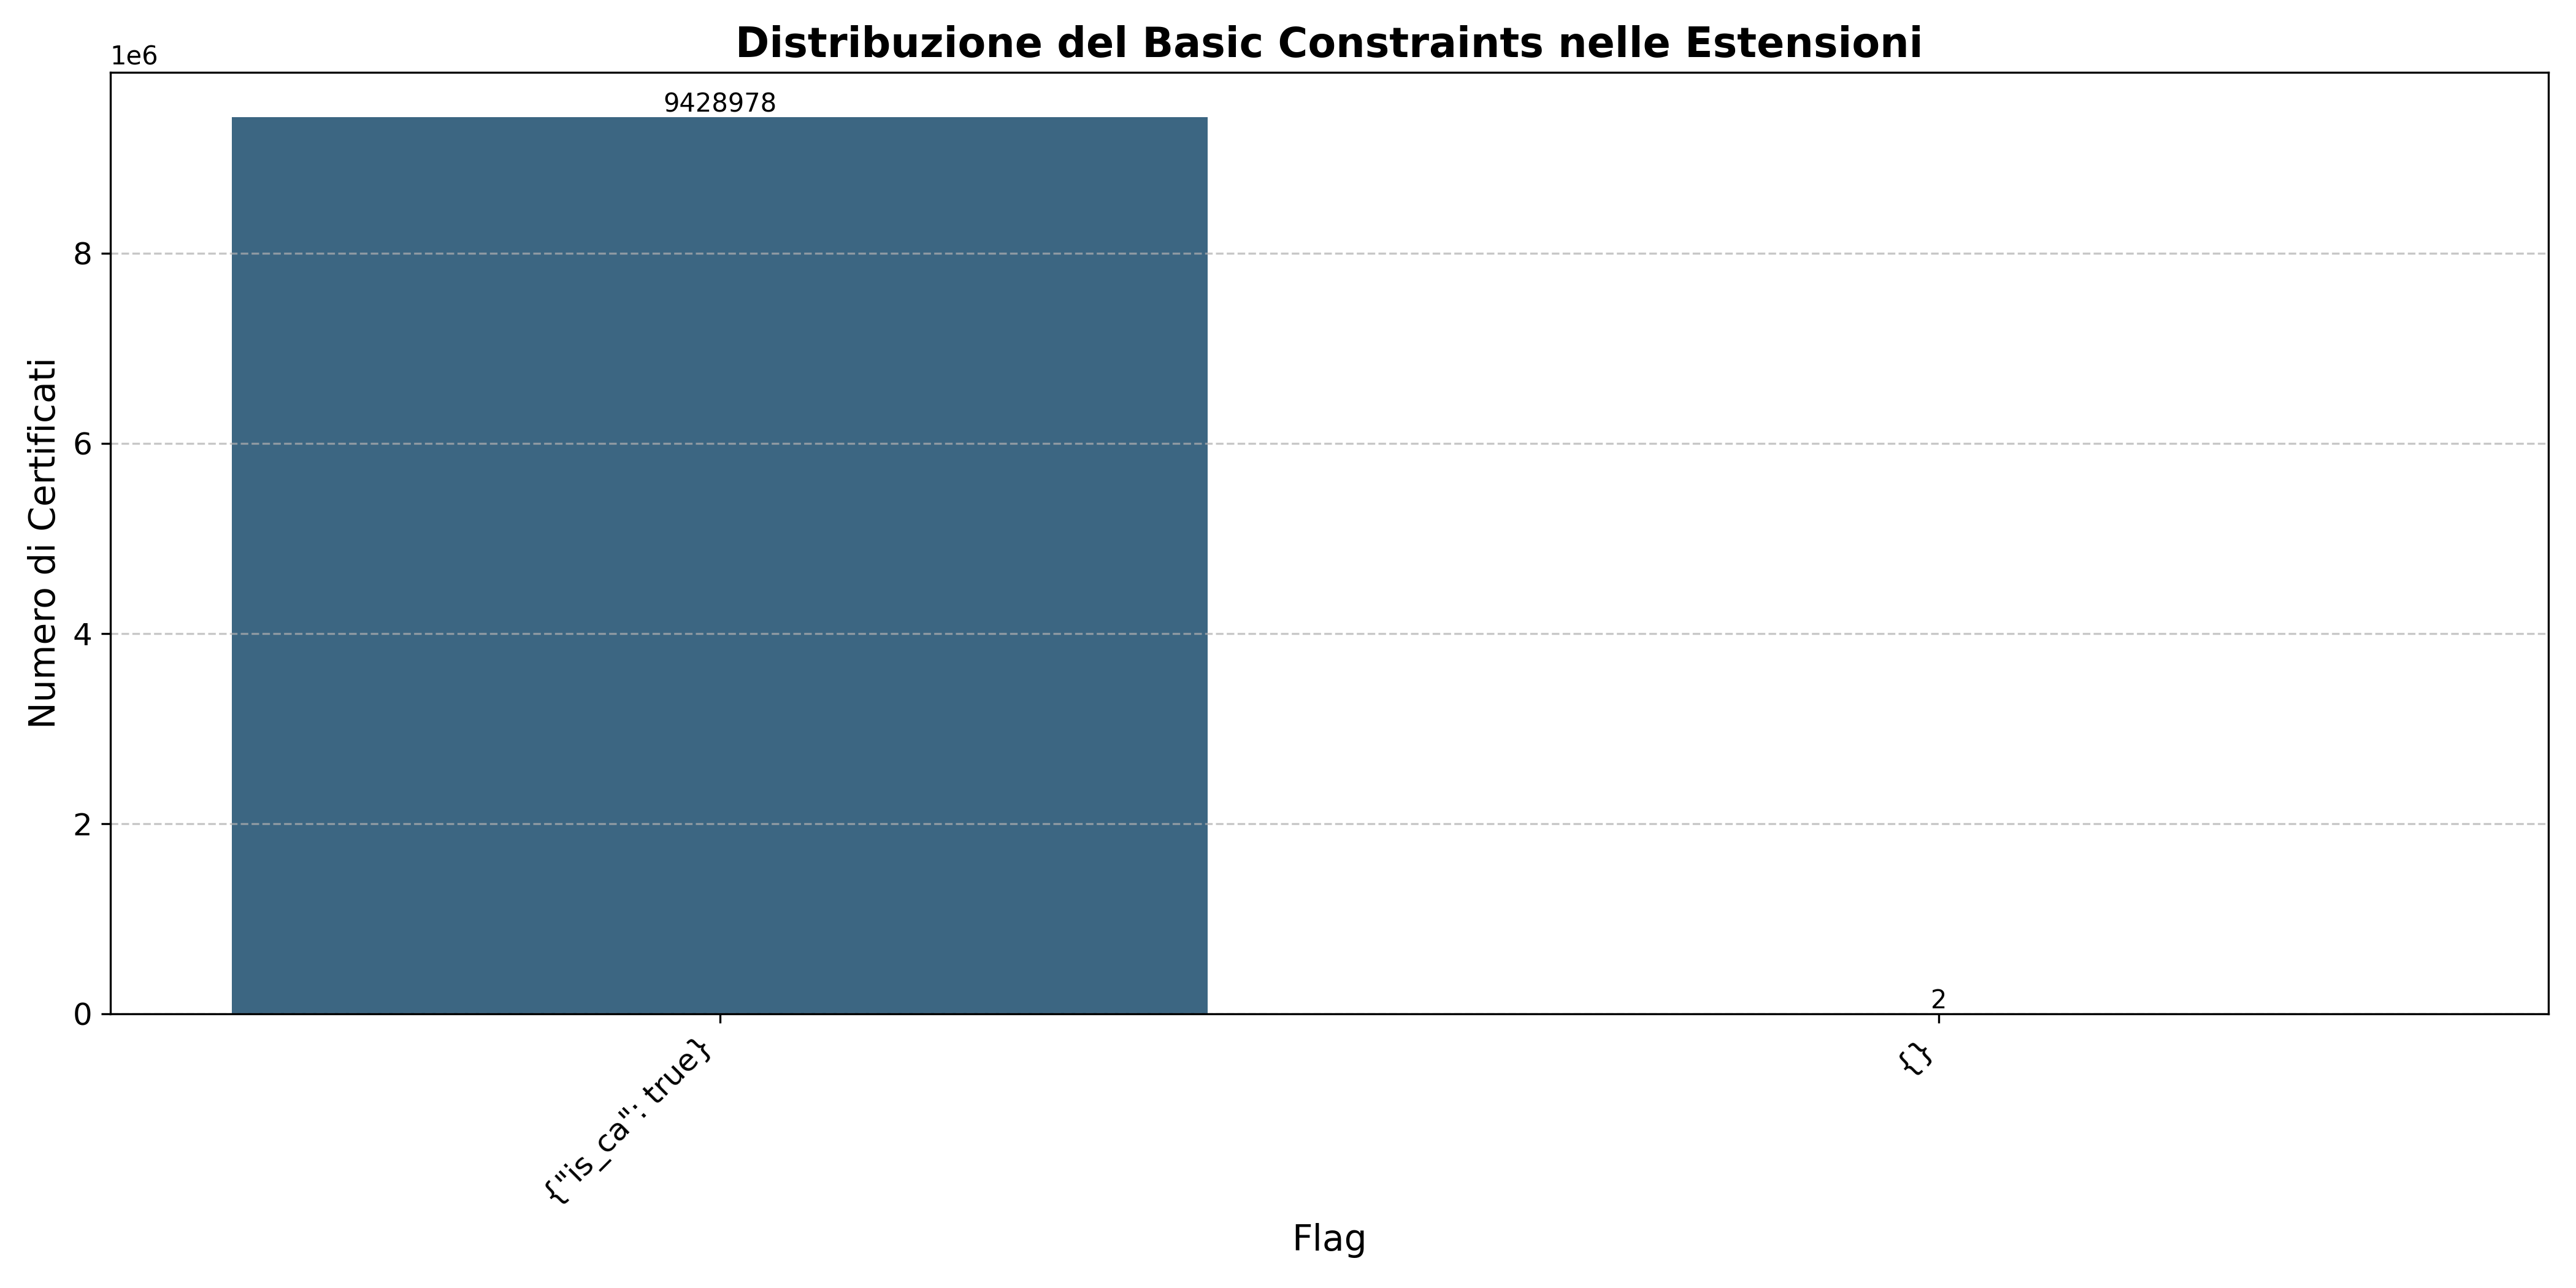 Distribuzione del Basic Constraints nelle Estensioni
1e6
9428978
8
6
4
2
0
2
Numero di Certificati
{"is_ca": true}
{}
Flag